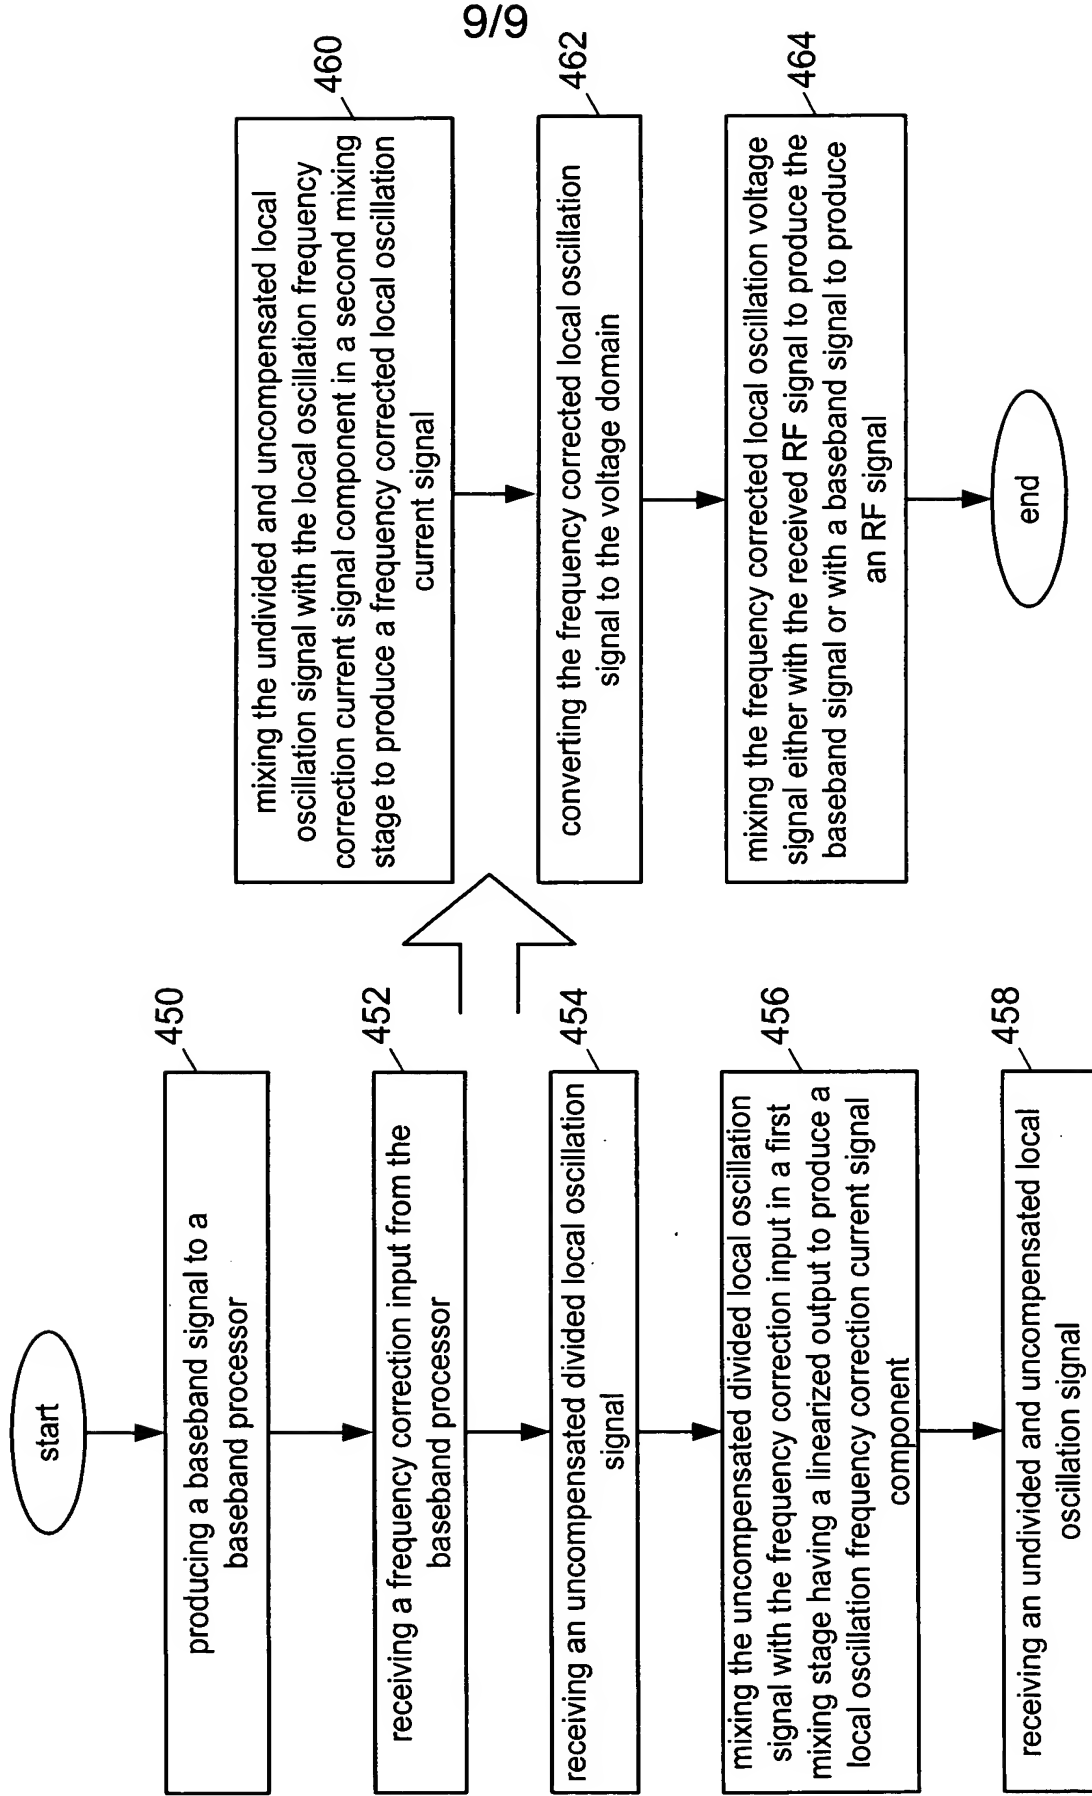 9/9
start
450
producing a baseband signal to a
baseband processor
452
receiving a frequency correction input from the
baseband processor
454
receiving an uncompensated divided local oscillation
signal
456
mixing the uncompensated divided local oscillation
signal with the frequency correction input in a first
mixing stage having a linearized output to produce a
local oscillation frequency correction current signal
component
458
receiving an undivided and uncompensated local
oscillation signal
460
mixing the undivided and uncompensated local
oscillation signal with the local oscillation frequency
correction current signal component in a second mixing
stage to produce a frequency corrected local oscillation
current signal
462
converting the frequency corrected local oscillation
signal to the voltage domain
464
mixing the frequency corrected local oscillation voltage
signal either with the received RF signal to produce the
baseband signal or with a baseband signal to produce
an RF signal
end